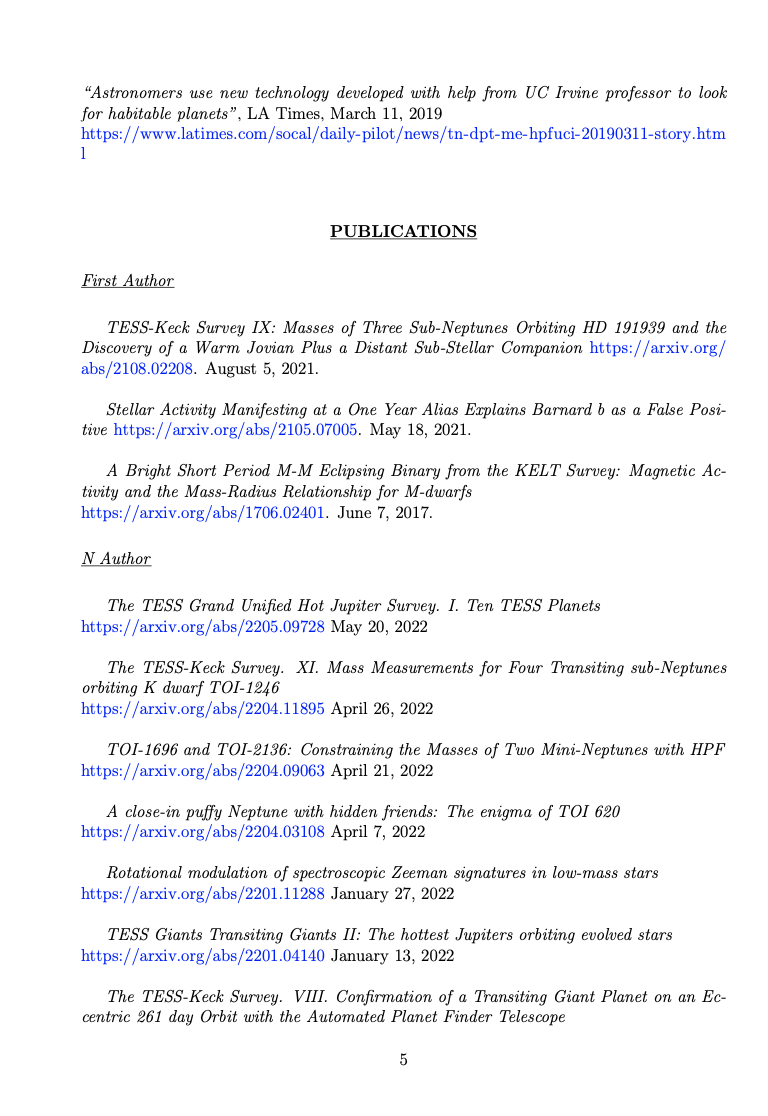 “Astronomers use new technology developed with help from UC Irvine professor to look
for habitable planets”, LA Times, March 11, 2019
https://www.latimes.com/socal/daily-pilot/news/tn-dpt-me-hpfuci-20190311-story.htm
l
PUBLICATIONS
First Author
TESS-Keck Survey IX: Masses of Three Sub-Neptunes Orbiting HD 191939 and the
Discovery of a Warm Jovian Plus a Distant Sub-Stellar Companion https://arxiv.org/
abs/2108.02208. August 5, 2021.
Stellar Activity Manifesting at a One Year Alias Explains Barnard b as a False Posi-
tive https://arxiv.org/abs/2105.07005. May 18, 2021.
A Bright Short Period M-M Eclipsing Binary from the KELT Survey: Magnetic Ac-
tivity and the Mass-Radius Relationship for M-dwarfs
https://arxiv.org/abs/1706.02401. June 7, 2017.
N Author
The TESS Grand Unified Hot Jupiter Survey. I. Ten TESS Planets
https://arxiv.org/abs/2205.09728 May 20, 2022
The TESS-Keck Survey. XI. Mass Measurements for Four Transiting sub-Neptunes
orbiting K dwarf TOI-1246
https://arxiv.org/abs/2204.11895 April 26, 2022
TOI-1696 and TOI-2136: Constraining the Masses of Two Mini-Neptunes with HPF
https://arxiv.org/abs/2204.09063 April 21, 2022
A close-in puffy Neptune with hidden friends: The enigma of TOI 620
https://arxiv.org/abs/2204.03108 April 7, 2022
Rotational modulation of spectroscopic Zeeman signatures in low-mass stars
https://arxiv.org/abs/2201.11288 January 27, 2022
TESS Giants Transiting Giants II: The hottest Jupiters orbiting evolved stars
https://arxiv.org/abs/2201.04140 January 13, 2022
The TESS-Keck Survey. VIII. Confirmation of a Transiting Giant Planet on an Ec-
centric 261 day Orbit with the Automated Planet Finder Telescope
5